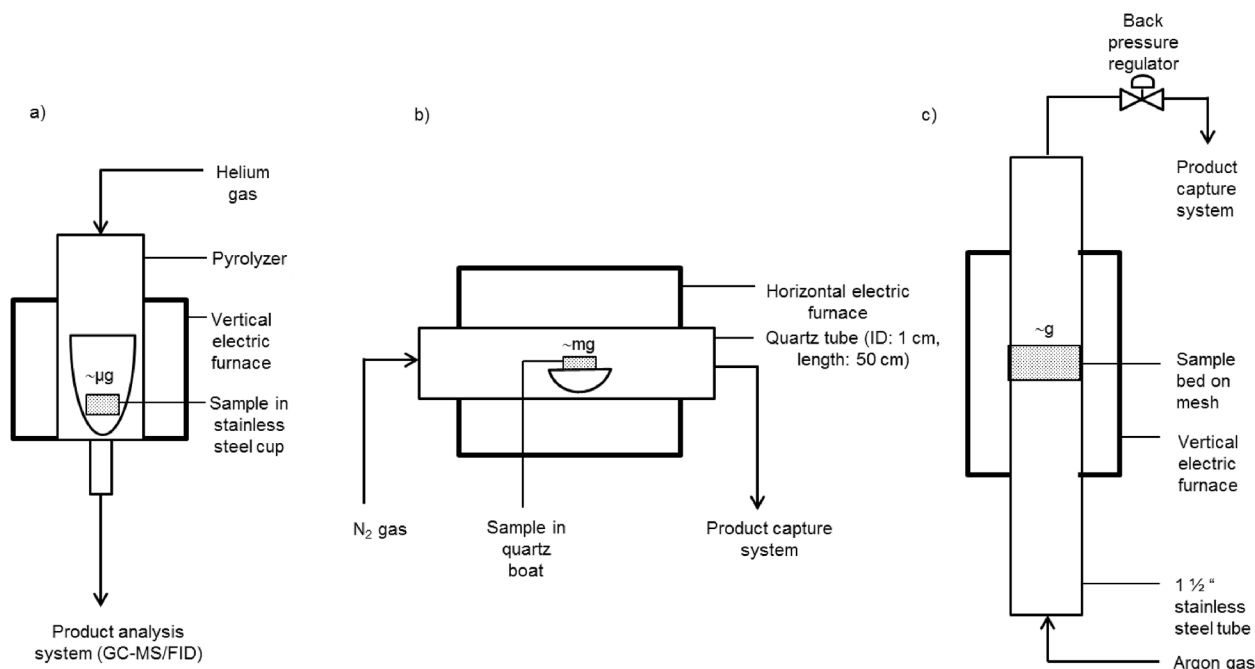 a)
Helium
gas
Pyrolyzer
Vertical
electric
furnace
~µg
Sample in
stainless
steel cup
Product analysis
system (GC-MS/FID)
b)
Horizontal electric
furnace
Quartz tube (ID: 1 cm,
length: 50 cm)
~mg
N₂ gas
Sample in
quartz
boat
Product capture
system
c)
Back
pressure
regulator
Product
capture
system
~g
Sample
bed on
mesh
Vertical
electric
furnace
1 ½ “
stainless
steel tube
Argon gas